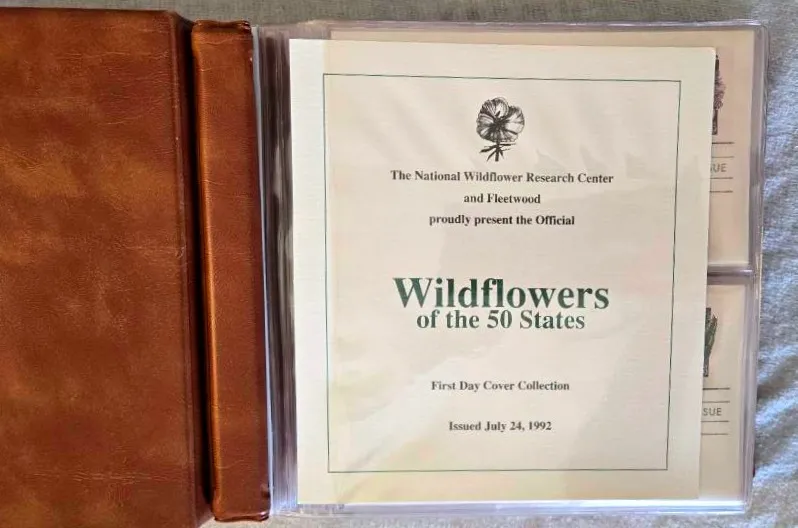 The National Wildflower Research Center
and Fleetwood
proudly present the Official
Wildflowers
of the 50 States
First Day Cover Collection
Issued July 24, 1992